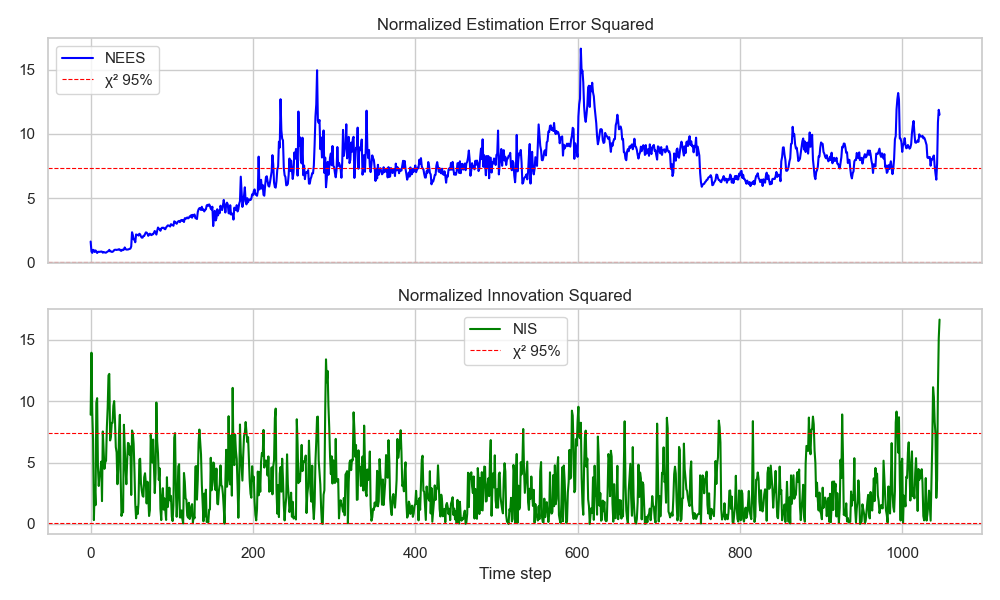 Normalized Estimation Error Squared
NEES
χ² 95%
15
10
5
0
Normalized Innovation Squared
NIS
χ² 95%
15
10
5
0
0 200 400 600 800 1000
Time step